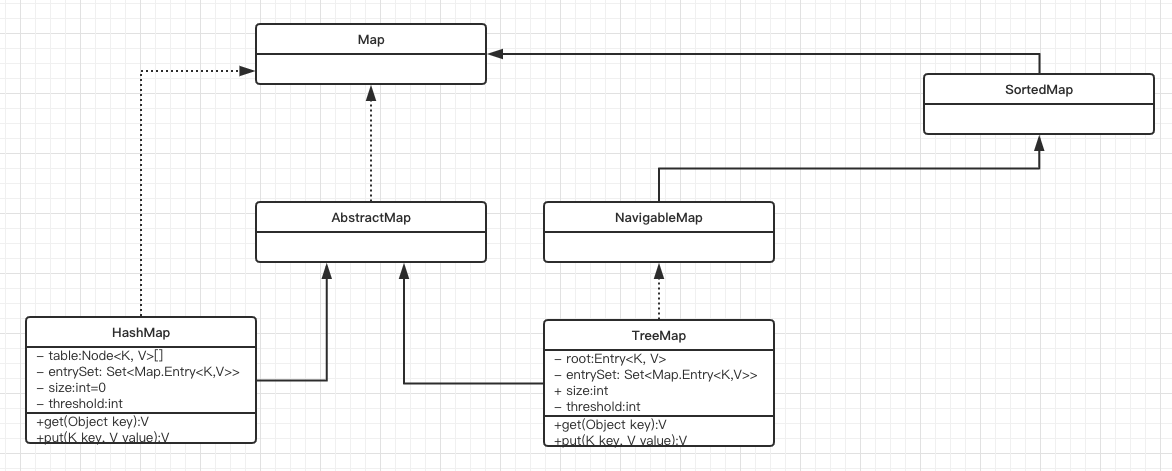 Map
SortedMap
AbstractMap
NavigableMap
HashMap
– table:Node<K, V>[]
– entrySet: Set<Map.Entry<K,V>>
– size:int=0
– threshold:int
+get(Object key):V
+put(K key, V value):V
TreeMap
– root:Entry<K, V>
– entrySet: Set<Map.Entry<K,V>>
+ size:int
– threshold:int
+get(Object key):V
+put(K key, V value):V